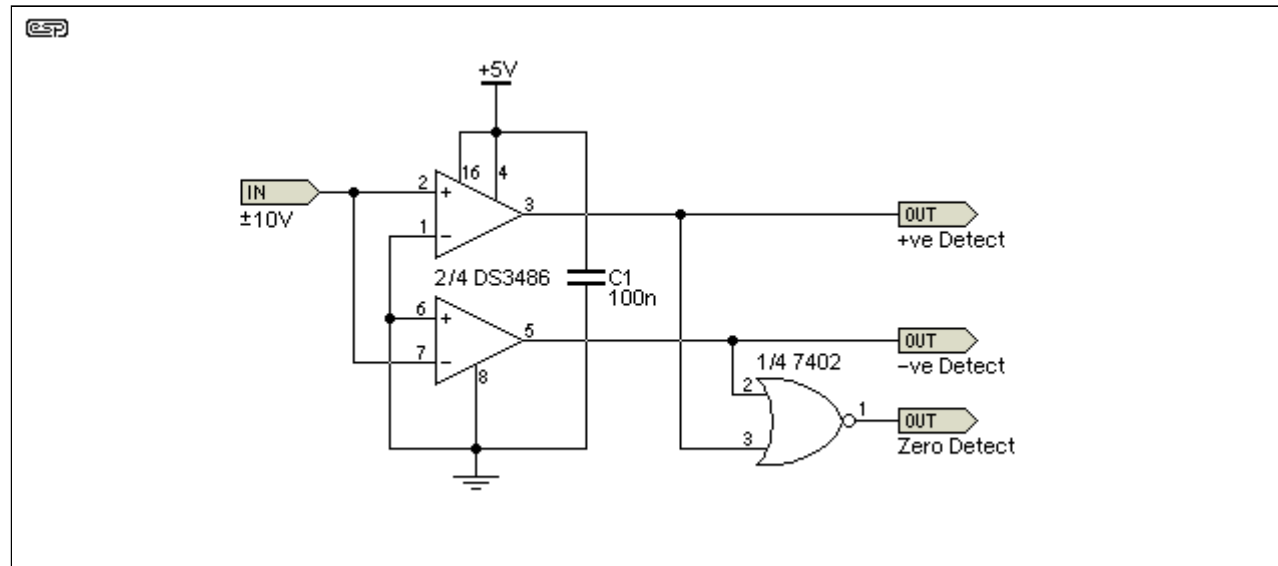 esp
+5V
16
4
IN
±10V
2
+
1
−
3
OUT
+ve Detect
2/4 DS3486
C1
100n
6
+
7
−
5
8
OUT
−ve Detect
1/4 7402
2
3
1
OUT
Zero Detect